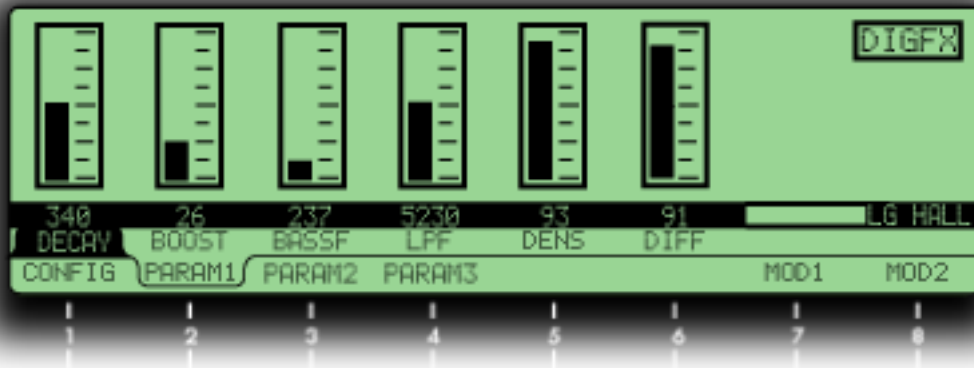 DIGFX
340 26 237 5230 93 91 LG HALL
DECAY BOOST BASSF LPF DENS DIFF
CONFIG PARAM1 PARAM2 PARAM3 MOD1 MOD2
1 2 3 4 5 6 7 8